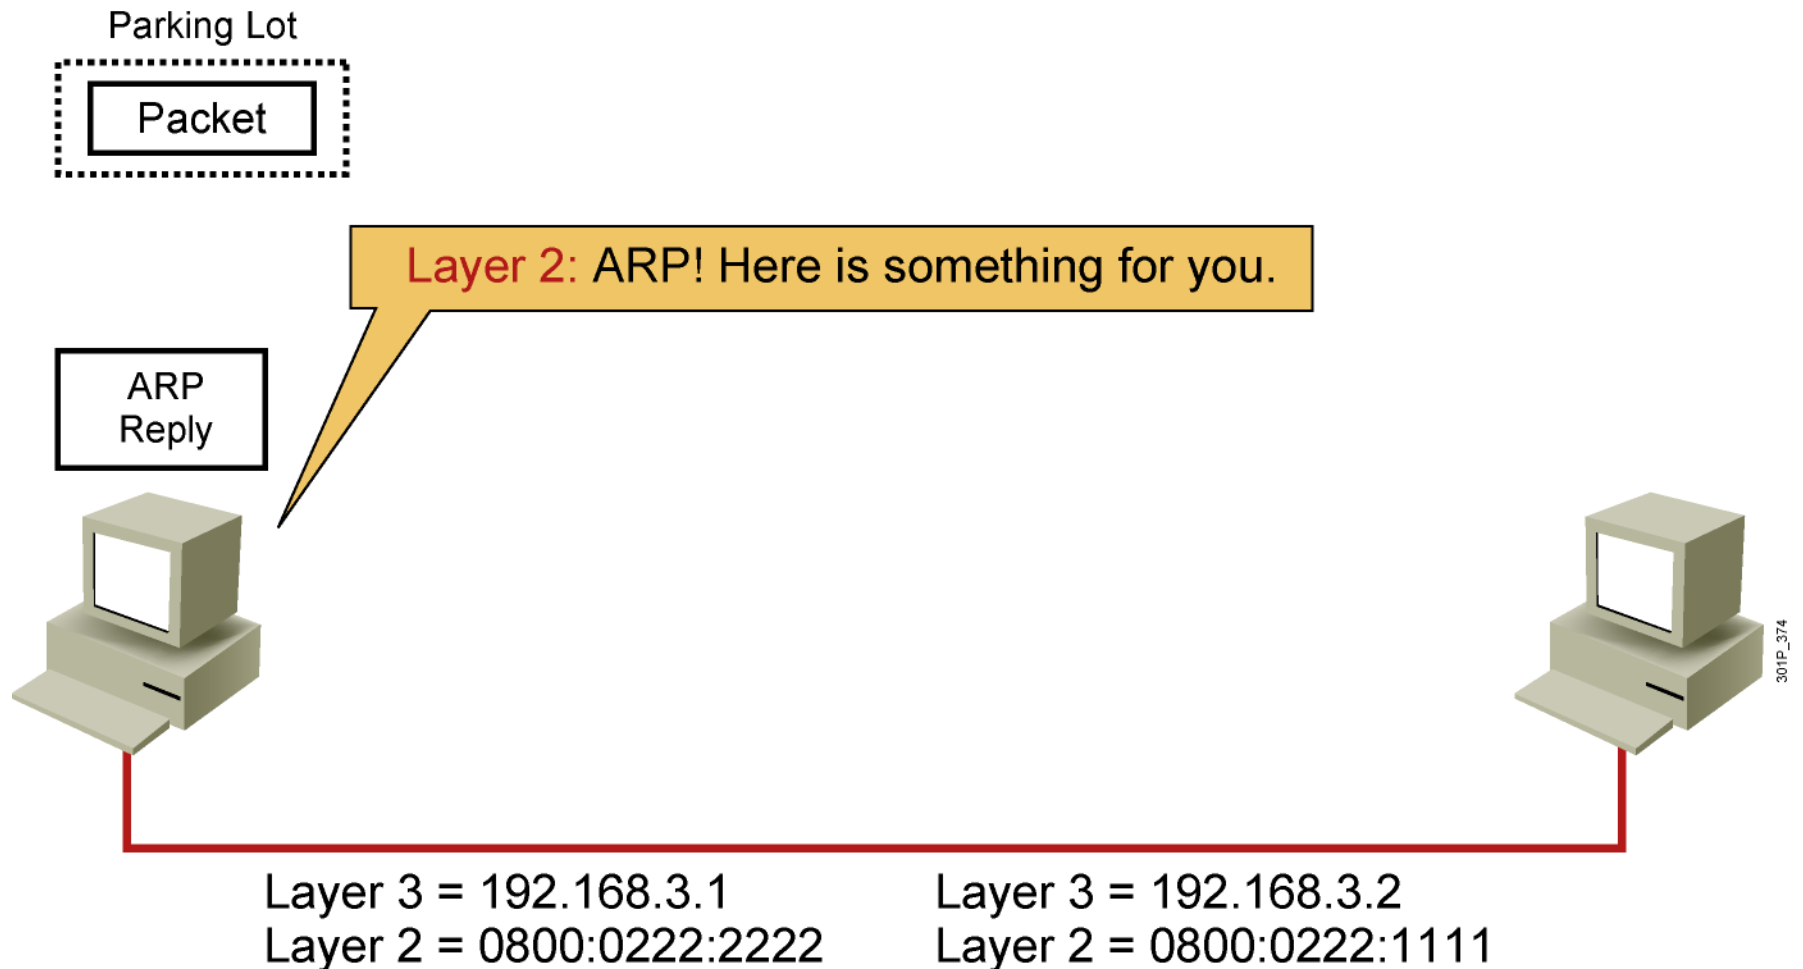 Parking Lot
Packet
Layer 2: ARP! Here is something for you.
ARP
Reply
301P_374
Layer 3 = 192.168.3.1
Layer 2 = 0800:0222:2222
Layer 3 = 192.168.3.2
Layer 2 = 0800:0222:1111